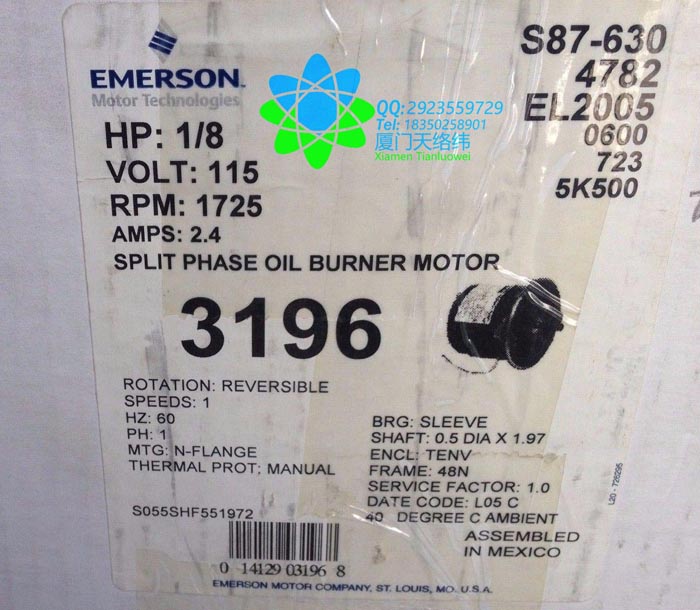 EMERSON
Motor Technologies
HP: 1/8
VOLT: 115
RPM: 1725
AMPS: 2.4
SPLIT PHASE OIL BURNER MOTOR
S87-630
4782
EL2005
0600
723
5K500
QQ:2923559729
Tel: 18350258901
厦门天络纬
Xiamen Tianluowei
3196
ROTATION: REVERSIBLE
SPEEDS: 1
HZ: 60
PH: 1
MTG: N-FLANGE
THERMAL PROT; MANUAL
BRG: SLEEVE
SHAFT: 0.5 DIA X 1.97
ENCL: TENV
FRAME: 48N
SERVICE FACTOR: 1.0
DATE CODE: L05 C
40 DEGREE C AMBIENT
ASSEMBLED
IN MEXICO
S055SHF551972
0 14129 03196 8
EMERSON MOTOR COMPANY, ST. LOUIS, MO. U.S.A.